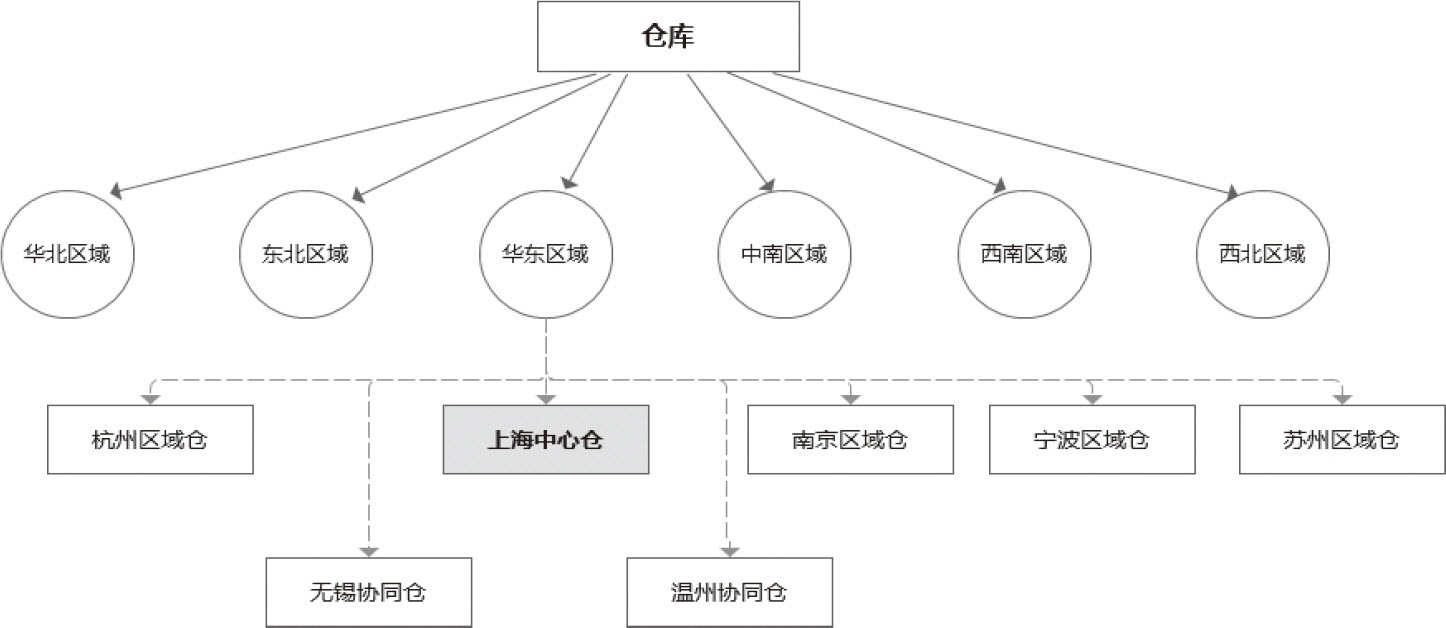 仓库
华北区域
东北区域
华东区域
中南区域
西南区域
西北区域
杭州区域仓
上海中心仓
南京区域仓
宁波区域仓
苏州区域仓
无锡协同仓
温州协同仓